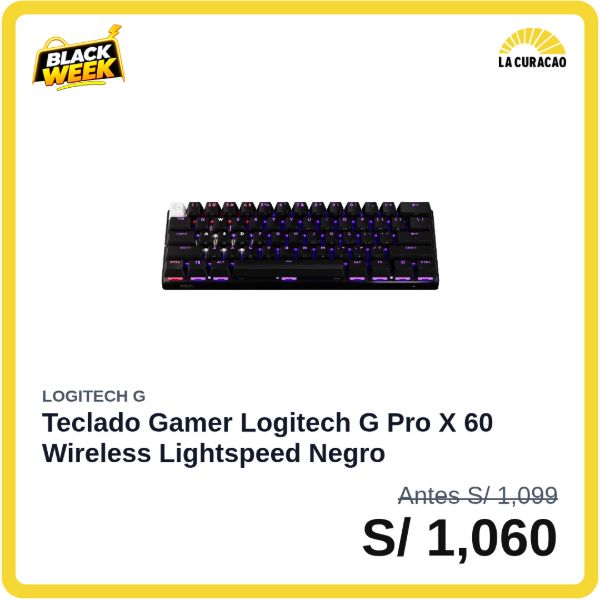 BLACK
WEEK
LA CURACAO
LOGITECH G
Teclado Gamer Logitech G Pro X 60
Wireless Lightspeed Negro
Antes S/ 1,099
S/ 1,060